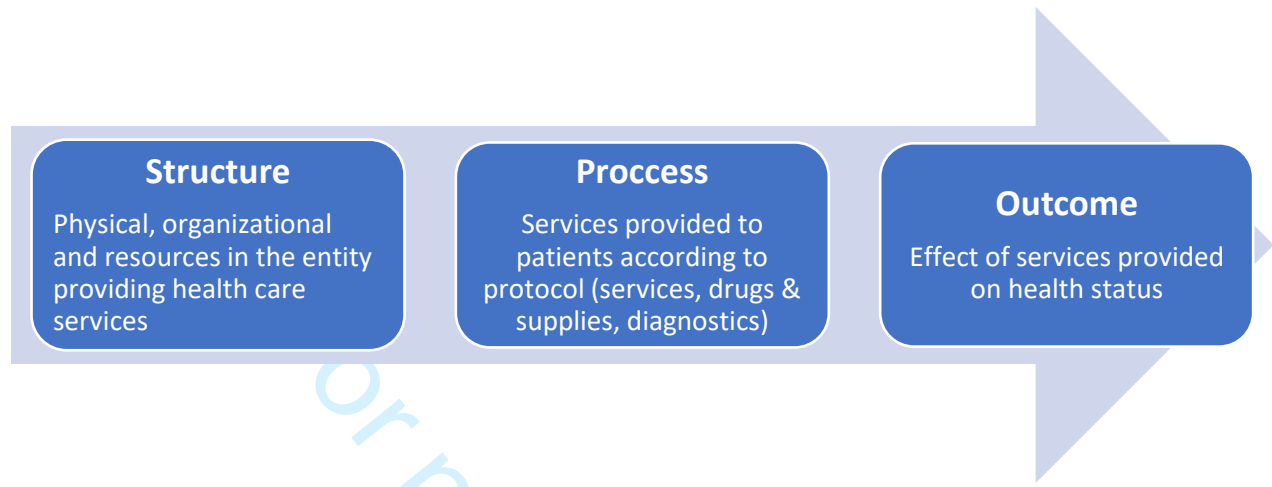 Structure
Physical, organizational
and resources in the entity
providing health care
services
Proccess
Services provided to
patients according to
protocol (services, drugs &
supplies, diagnostics)
Outcome
Effect of services provided
on health status
or